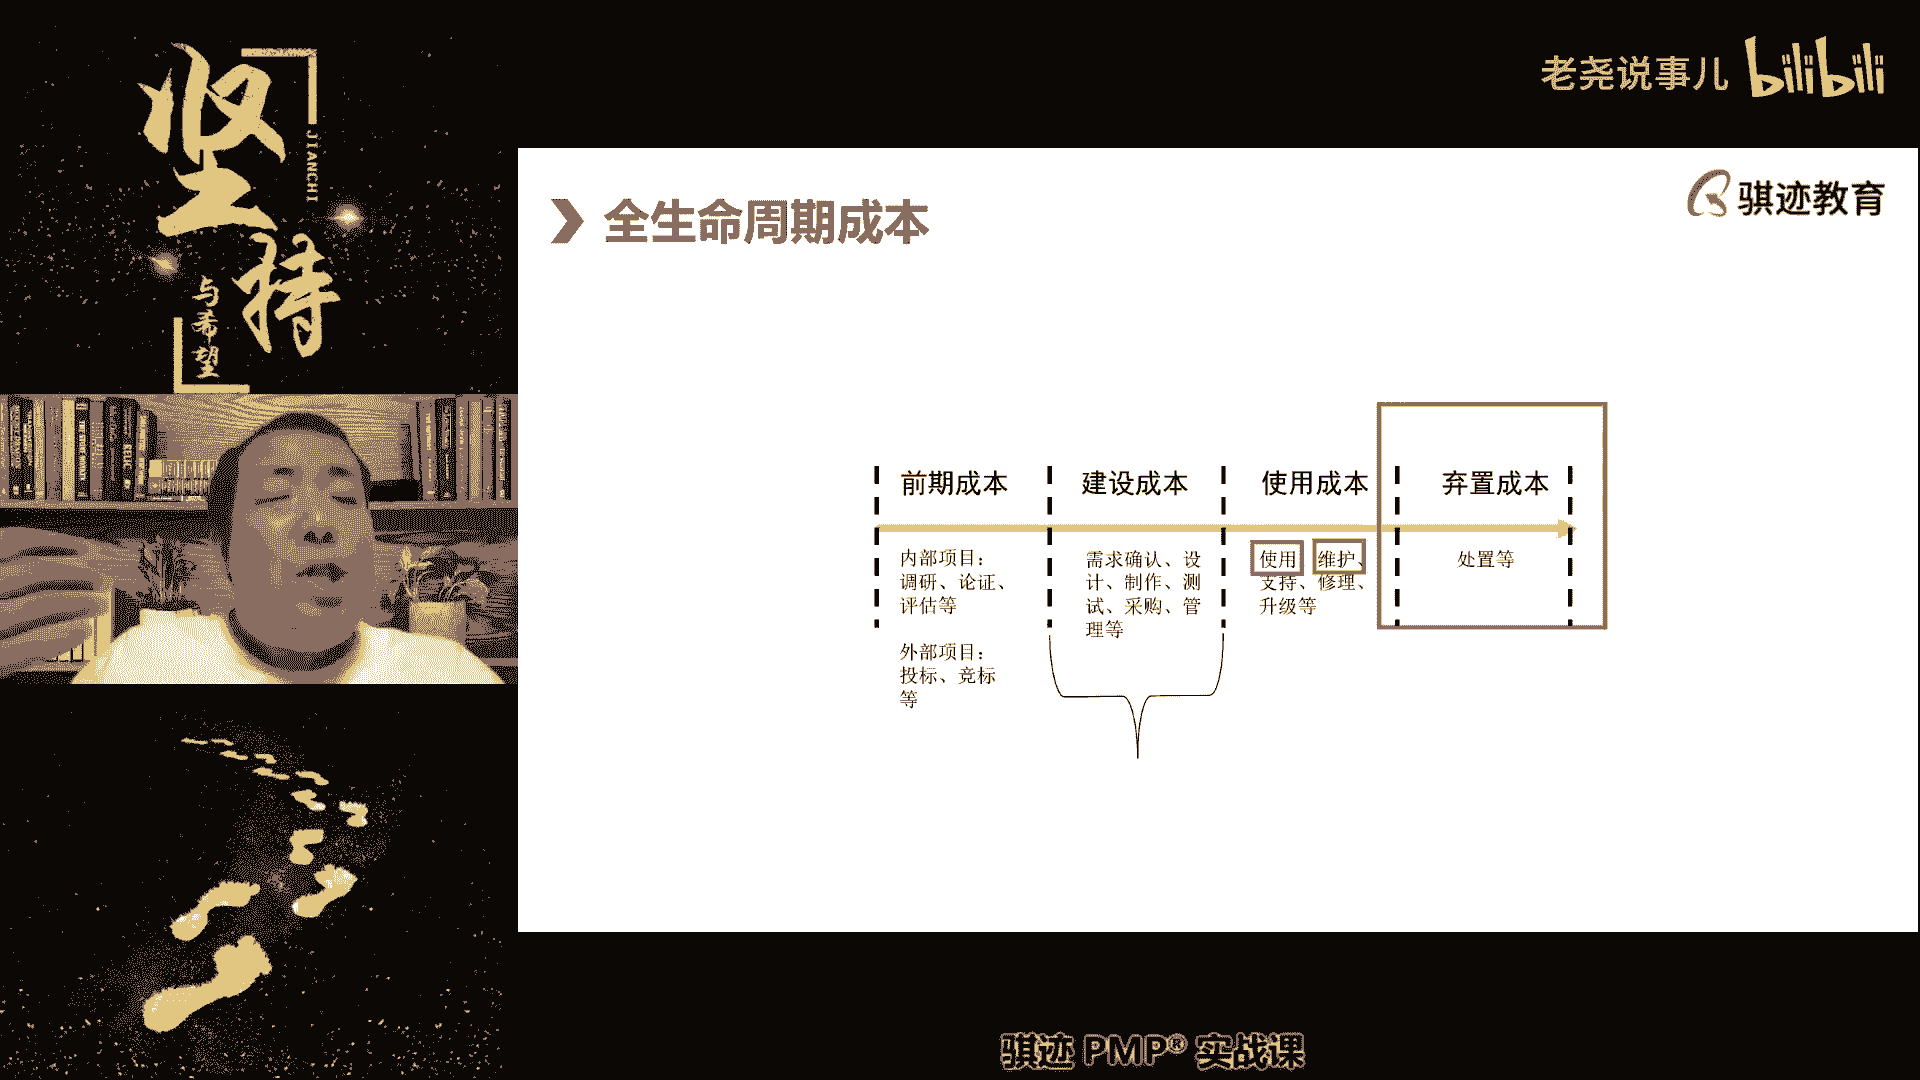 坚持
JIANCHI
与希望
老尧说事儿 bilibili
骐迹教育
全生命周期成本
前期成本
建设成本
使用成本
弃置成本
内部项目：
调研、论证、
评估等
外部项目：
投标、竞标
等
需求确认、设
计、制作、测
试、采购、管
理等
使用、维护、
支持、修理、
升级等
处置等
骐迹 PMP® 实战课